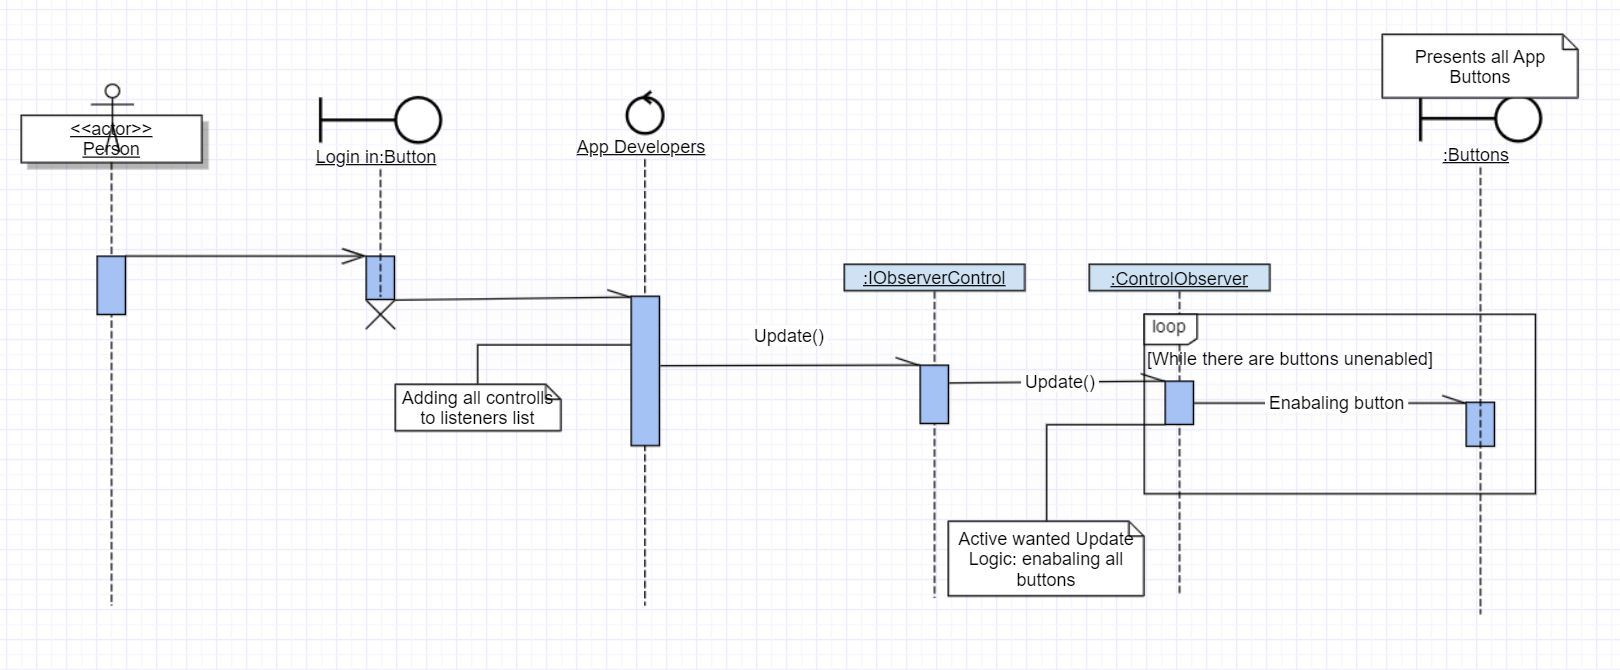 Presents all App
Buttons
<<actor>>
Person
Login in:Button
App Developers
:Buttons
:IObserverControl
:ControlObserver
loop
Update()
[While there are buttons unenabled]
Update()
Enabaling button
Adding all controlls
to listeners list
Active wanted Update
Logic: enabaling all
buttons